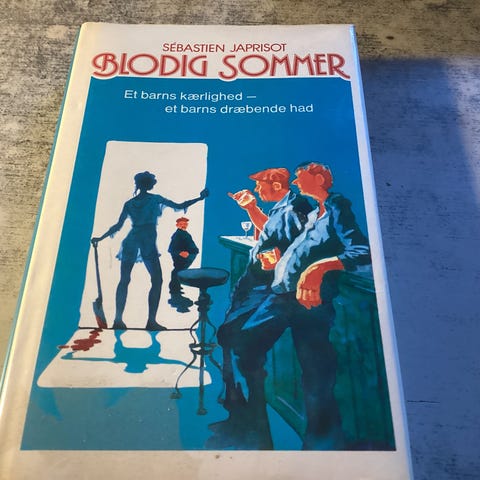 SÉBASTIEN JAPRISOT
BLODIG SOMMER
Et barns kærlighed –
et barns dræbende had